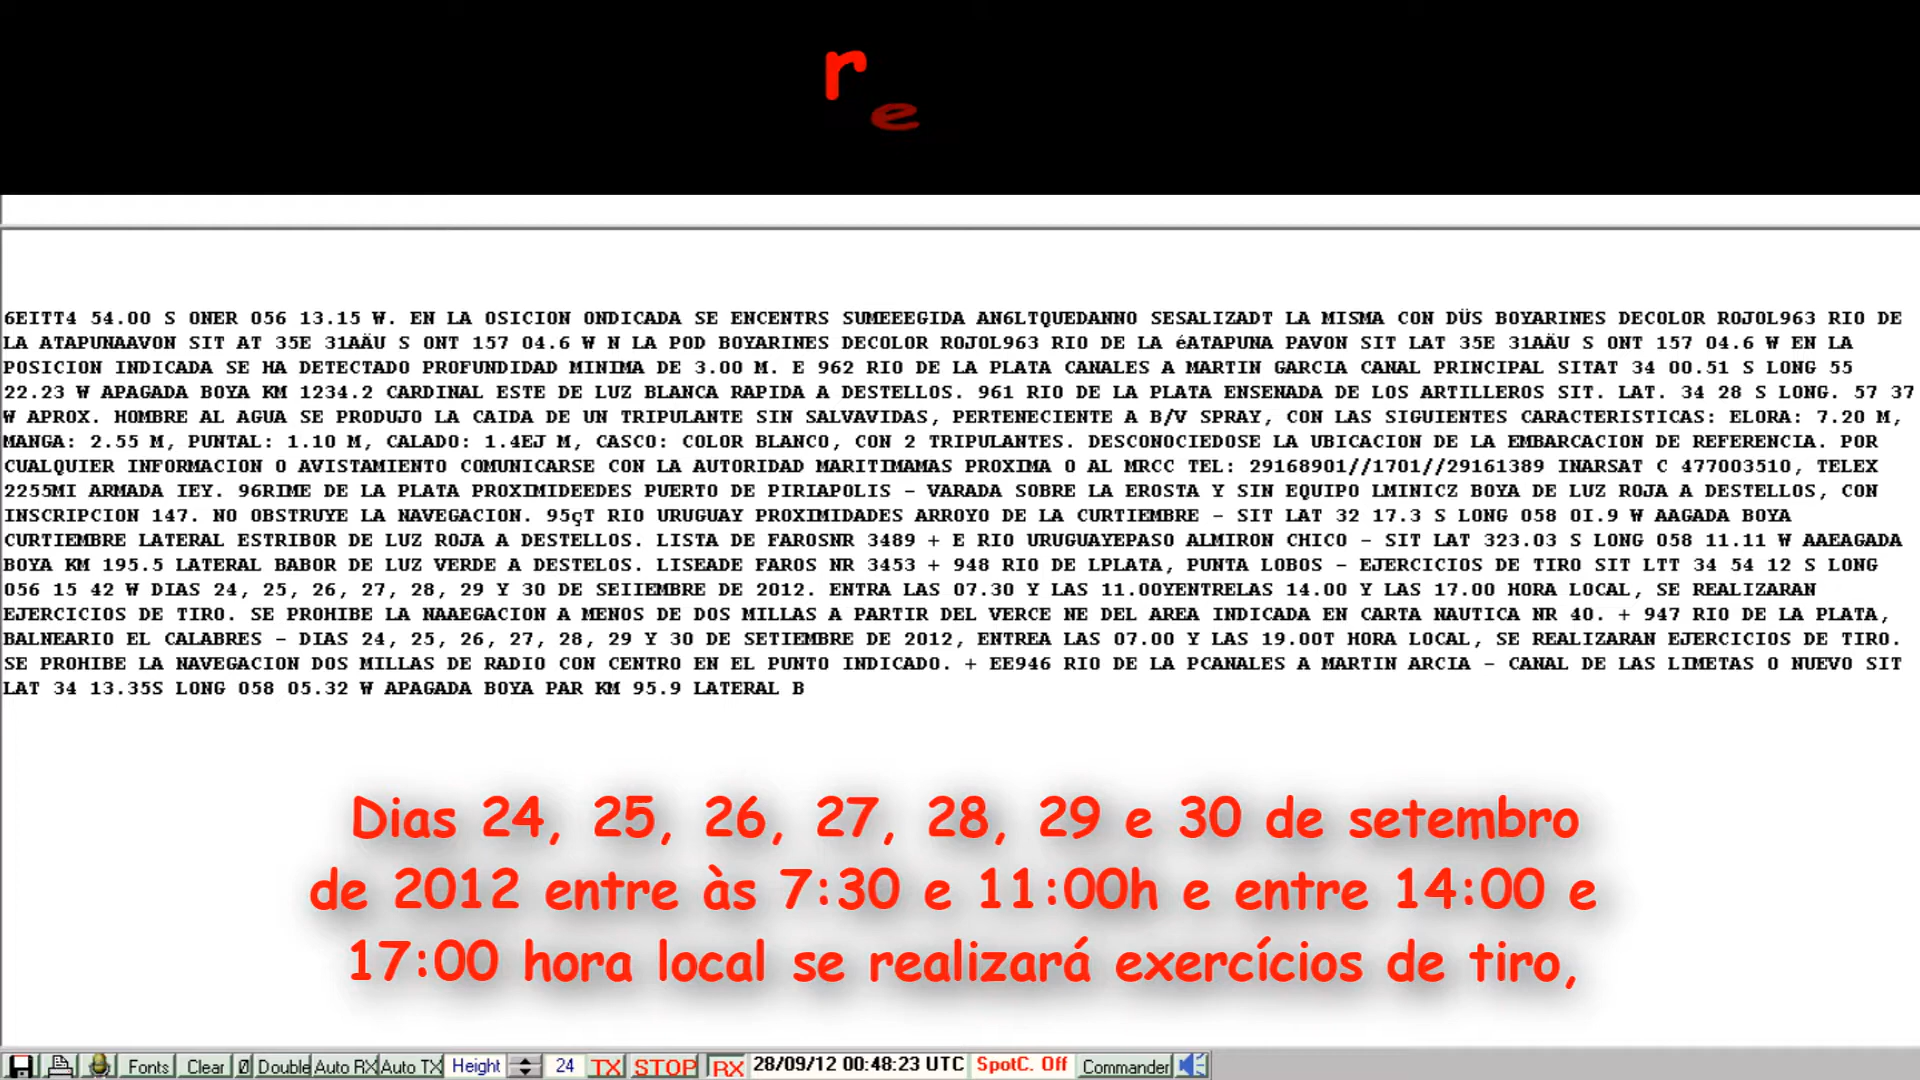 r
e
6EITT4 54.00 S ONER 056 13.15 W. EN LA OSICION ONDICADA SE ENCENTRS SUMEEEGIDA AN6LTQUEDANNO SESALIZADT LA MISMA CON DÜS BOYARINES DECOLOR ROJOL963 RIO DE
LA ATAPUNAAVON SIT AT 35E 31AÄU S ONT 157 04.6 W N LA POD BOYARINES DECOLOR ROJOL963 RIO DE LA éATAPUNA PAVON SIT LAT 35E 31AÄU S ONT 157 04.6 W EN LA
POSICION INDICADA SE HA DETECTADO PROFUNDIDAD MINIMA DE 3.00 M. E 962 RIO DE LA PLATA CANALES A MARTIN GARCIA CANAL PRINCIPAL SITAT 34 00.51 S LONG 55
22.23 W APAGADA BOYA KM 1234.2 CARDINAL ESTE DE LUZ BLANCA RAPIDA A DESTELLOS. 961 RIO DE LA PLATA ENSENADA DE LOS ARTILLEROS SIT. LAT. 34 28 S LONG. 57 37
W APROX. HOMBRE AL AGUA SE PRODUJO LA CAIDA DE UN TRIPULANTE SIN SALVAVIDAS, PERTENECIENTE A B/V SPRAY, CON LAS SIGUIENTES CARACTERISTICAS: ELORA: 7.20 M,
MANGA: 2.55 M, PUNTAL: 1.10 M, CALADO: 1.4EJ M, CASCO: COLOR BLANCO, CON 2 TRIPULANTES. DESCONOCIEDOSE LA UBICACION DE LA EMBARCACION DE REFERENCIA. POR
CUALQUIER INFORMACION O AVISTAMIENTO COMUNICARSE CON LA AUTORIDAD MARITIMAMAS PROXIMA O AL MRCC TEL: 29168901//1701//29161389 INARSAT C 477003510, TELEX
2255MI ARMADA IEY. 96RIME DE LA PLATA PROXIMIDEEDES PUERTO DE PIRIAPOLIS - VARADA SOBRE LA EROSTA Y SIN EQUIPO LMINICZ BOYA DE LUZ ROJA A DESTELLOS, CON
INSCRIPCION 147. NO OBSTRUYE LA NAVEGACION. 95çT RIO URUGUAY PROXIMIDADES ARROYO DE LA CURTIEMBRE - SIT LAT 32 17.3 S LONG 058 OI.9 W AAGADA BOYA
CURTIEMBRE LATERAL ESTRIBOR DE LUZ ROJA A DESTELLOS. LISTA DE FAROSNR 3489 + E RIO URUGUAYEPASO ALMIRON CHICO - SIT LAT 323.03 S LONG 058 11.11 W AAEAGADA
BOYA KM 195.5 LATERAL BABOR DE LUZ VERDE A DESTELOS. LISEADE FAROS NR 3453 + 948 RIO DE LPLATA, PUNTA LOBOS - EJERCICIOS DE TIRO SIT LTT 34 54 12 S LONG
056 15 42 W DIAS 24, 25, 26, 27, 28, 29 Y 30 DE SEIIEMBRE DE 2012. ENTRA LAS 07.30 Y LAS 11.00YENTRELAS 14.00 Y LAS 17.00 HORA LOCAL, SE REALIZARAN
EJERCICIOS DE TIRO. SE PROHIBE LA NAAEGACION A MENOS DE DOS MILLAS A PARTIR DEL VERCE NE DEL AREA INDICADA EN CARTA NAUTICA NR 40. + 947 RIO DE LA PLATA,
BALNEARIO EL CALABRES - DIAS 24, 25, 26, 27, 28, 29 Y 30 DE SETIEMBRE DE 2012, ENTREA LAS 07.00 Y LAS 19.00T HORA LOCAL, SE REALIZARAN EJERCICIOS DE TIRO.
SE PROHIBE LA NAVEGACION DOS MILLAS DE RADIO CON CENTRO EN EL PUNTO INDICADO. + EE946 RIO DE LA PCANALES A MARTIN ARCIA - CANAL DE LAS LIMETAS O NUEVO SIT
LAT 34 13.35S LONG 058 05.32 W APAGADA BOYA PAR KM 95.9 LATERAL B
Dias 24, 25, 26, 27, 28, 29 e 30 de setembro
de 2012 entre às 7:30 e 11:00h e entre 14:00 e
17:00 hora local se realizará exercícios de tiro,
Fonts Clear Ø Double Auto RX Auto TX Height 24 TX STOP RX 28/09/12 00:48:23 UTC SpotC. Off Commander